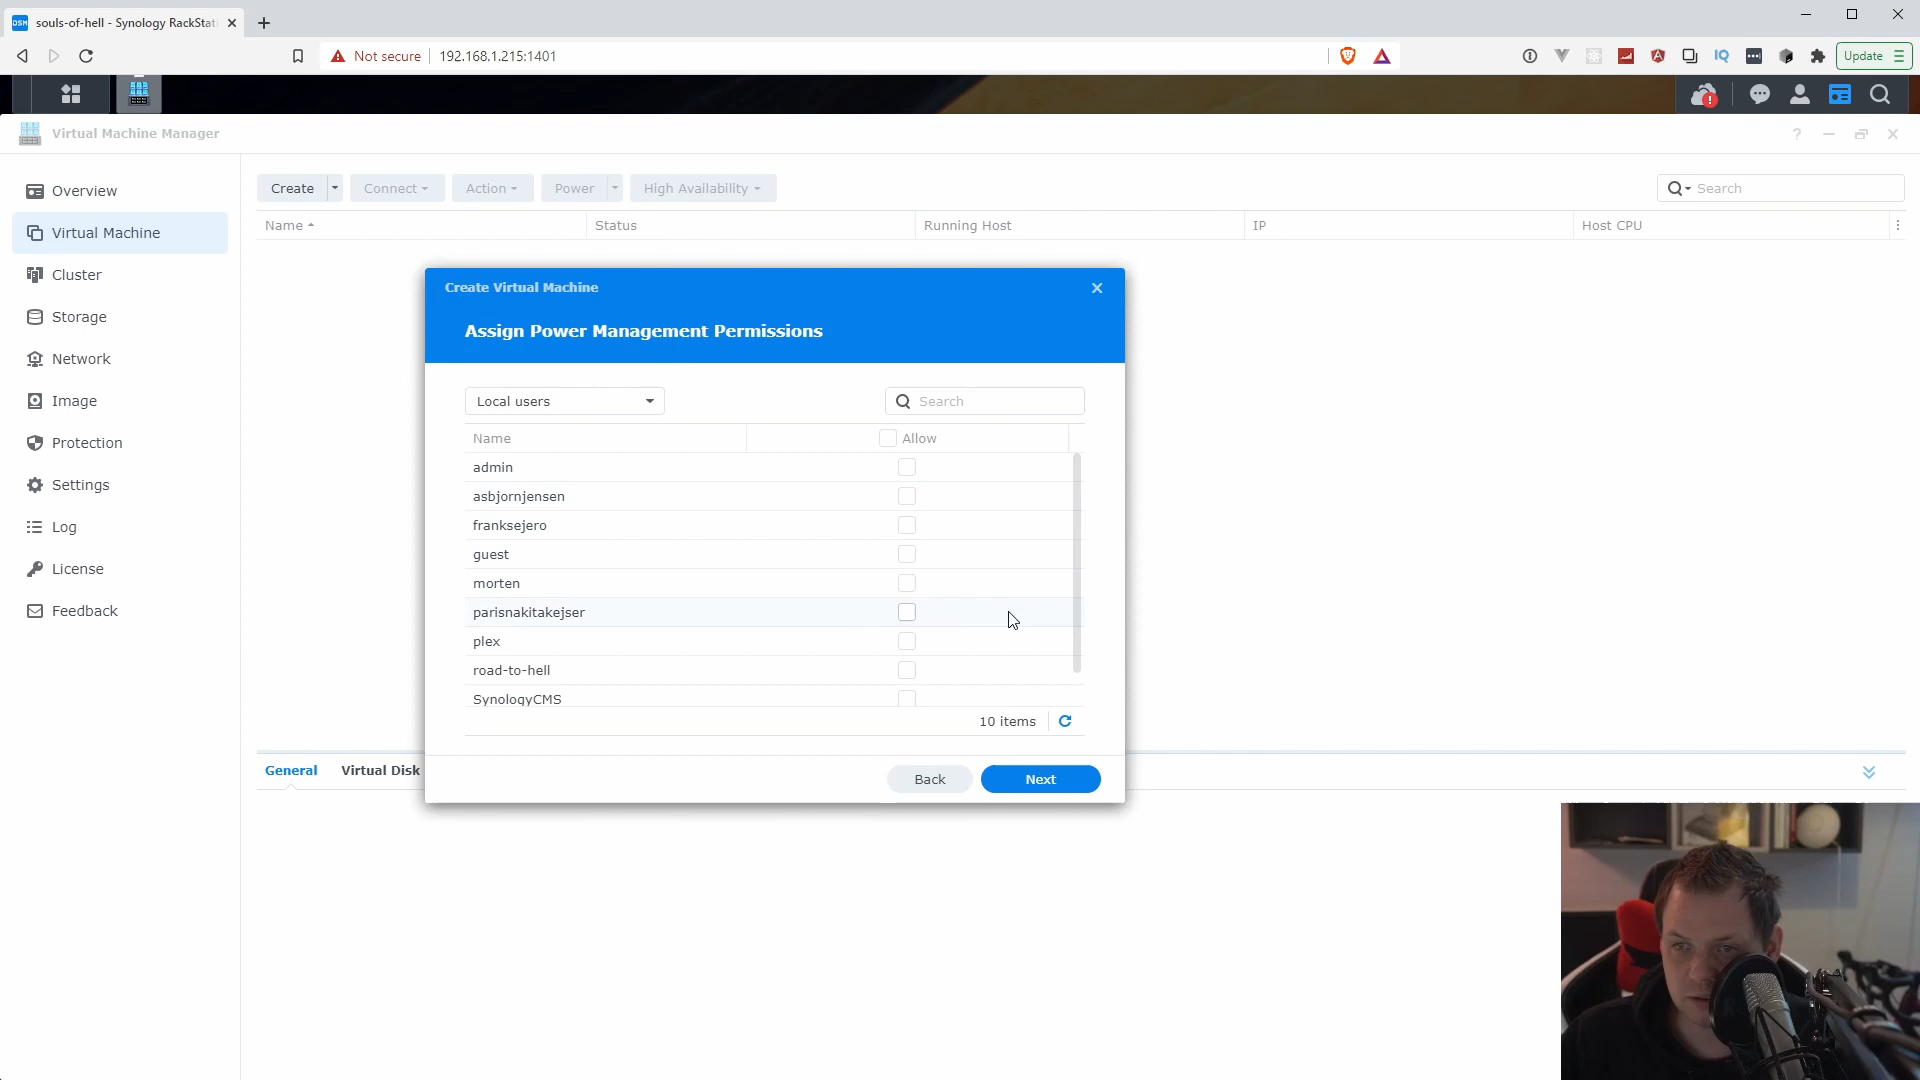 souls-of-hell - Synology RackStati
Not secure
192.168.1.215:1401
Update
Virtual Machine Manager
Overview
Virtual Machine
Cluster
Storage
Network
Image
Protection
Settings
Log
License
Feedback
Create
Connect
Action
Power
High Availability
Search
Name
Status
Running Host
IP
Host CPU
Create Virtual Machine
Assign Power Management Permissions
Local users
Search
Name
Allow
admin
asbjornjensen
franksejero
guest
morten
parisnakitakejser
plex
road-to-hell
SynologyCMS
10 items
Back
Next
General
Virtual Disk